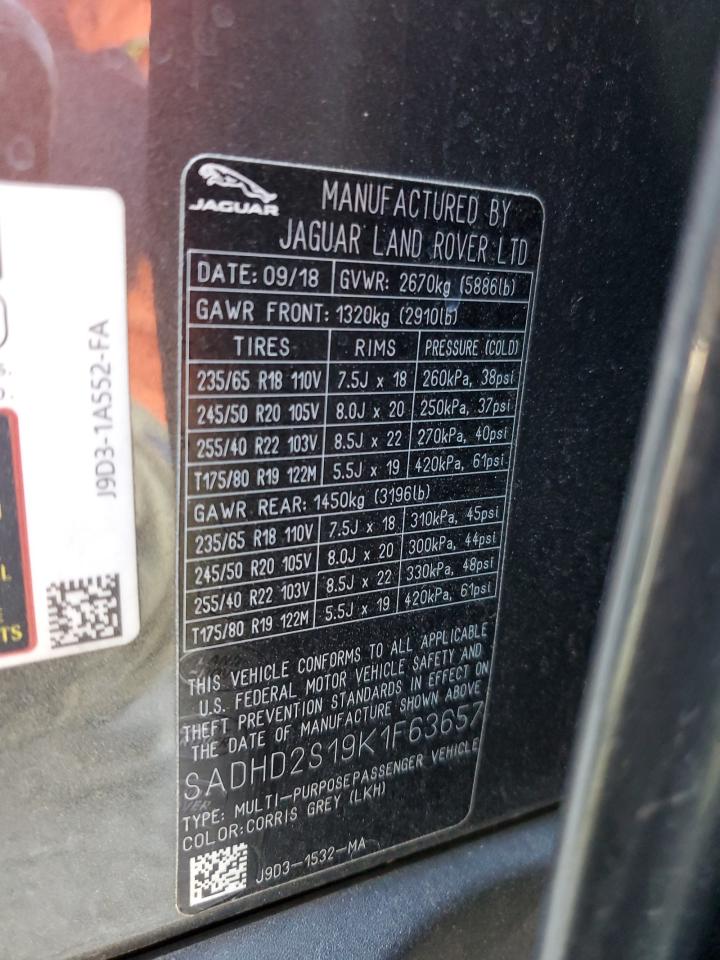 JAGUAR
MANUFACTURED BY
JAGUAR LAND ROVER LTD
DATE: 09/18 GVWR: 2670kg (5886lb)
GAWR FRONT: 1320kg (2910lb)
TIRES RIMS PRESSURE (COLD)
235/65 R18 110V 7.5J x 18 260kPa, 38psi
245/50 R20 105V 8.0J x 20 250kPa, 37psi
255/40 R22 103V 8.5J x 22 270kPa, 40psi
T175/80 R19 122M 5.5J x 19 420kPa, 61psi
GAWR REAR: 1450kg (3196lb)
235/65 R18 110V 7.5J x 18 310kPa, 45psi
245/50 R20 105V 8.0J x 20 300kPa, 44psi
255/40 R22 103V 8.5J x 22 330kPa, 48psi
T175/80 R19 122M 5.5J x 19 420kPa, 61psi
THIS VEHICLE CONFORMS TO ALL APPLICABLE
U.S. FEDERAL MOTOR VEHICLE SAFETY AND
THEFT PREVENTION STANDARDS IN EFFECT ON
THE DATE OF MANUFACTURE SHOWN ABOVE
SADHD2S19K1F63657
TYPE: MULTI-PURPOSE PASSENGER VEHICLE
COLOR: CORRIS GREY (LKH)
J9D3-1532-MA
J9D3-1A552-FA